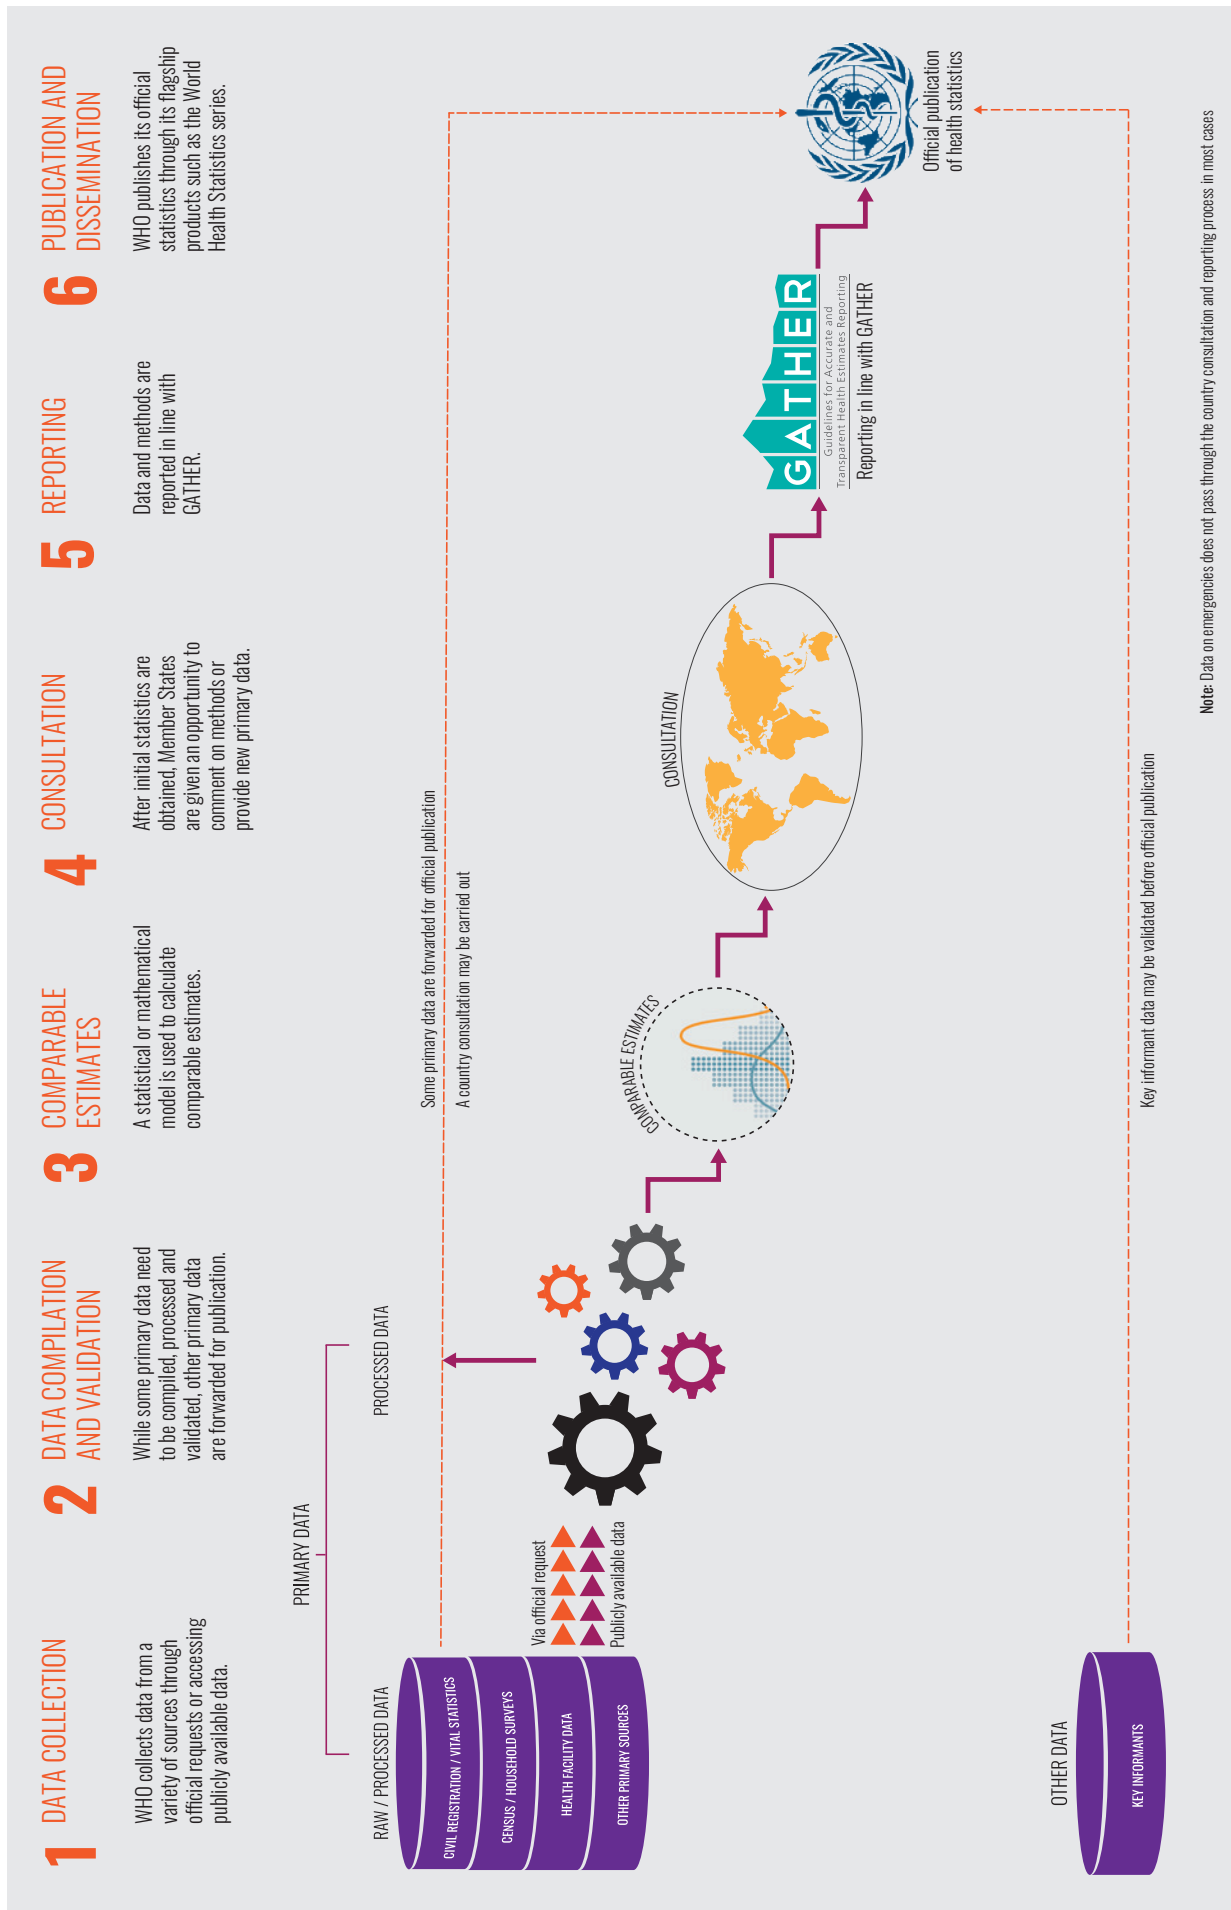 1
DATA COLLECTION
WHO collects data from a
variety of sources through
official requests or accessing
publicly available data.
2
DATA COMPILATION
AND VALIDATION
While some primary data need
to be compiled, processed and
validated, other primary data
are forwarded for publication.
3
COMPARABLE
ESTIMATES
A statistical or mathematical
model is used to calculate
comparable estimates.
4
CONSULTATION
After initial statistics are
obtained, Member States
are given an opportunity to
comment on methods or
provide new primary data.
5
REPORTING
Data and methods are
reported in line with
GATHER.
6
PUBLICATION AND
DISSEMINATION
WHO publishes its official
statistics through its flagship
products such as the World
Health Statistics series.
PRIMARY DATA
RAW / PROCESSED DATA
PROCESSED DATA
CIVIL REGISTRATION / VITAL STATISTICS
CENSUS / HOUSEHOLD SURVEYS
HEALTH FACILITY DATA
OTHER PRIMARY SOURCES
Via official request
Publicly available data
Some primary data are forwarded for official publication
A country consultation may be carried out
COMPARABLE ESTIMATES
CONSULTATION
GATHER
Guidelines for Accurate and
Transparent Health Estimates Reporting
Reporting in line with GATHER
Official publication
of health statistics
OTHER DATA
KEY INFORMANTS
Key informant data may be validated before official publication
Note: Data on emergencies does not pass through the country consultation and reporting process in most cases